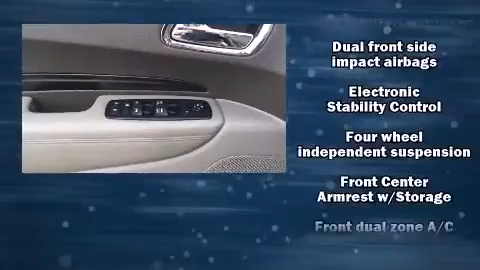 Dual front side
impact airbags
Electronic
Stability Control
Four wheel
independent suspension
Front Center
Armrest w/Storage
Front dual zone A/C